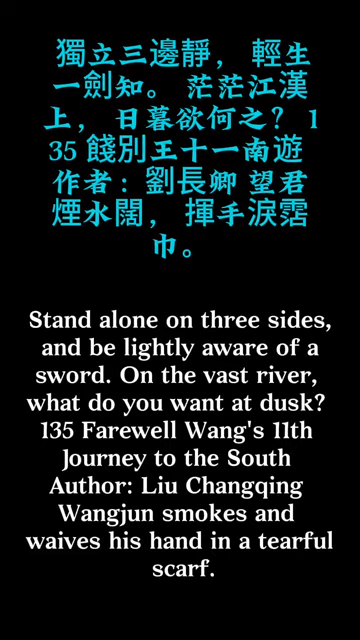 獨立三邊靜， 輕生
一劍知。 茫茫江漢
上， 日暮欲何之？ 1
35 餞別王十一南遊
作者：劉長卿 望君
煙水闊， 揮手淚霑
巾。
Stand alone on three sides,
and be lightly aware of a
sword. On the vast river,
what do you want at dusk?
135 Farewell Wang's 11th
Journey to the South
Author: Liu Changqing
Wangjun smokes and
waives his hand in a tearful
scarf.